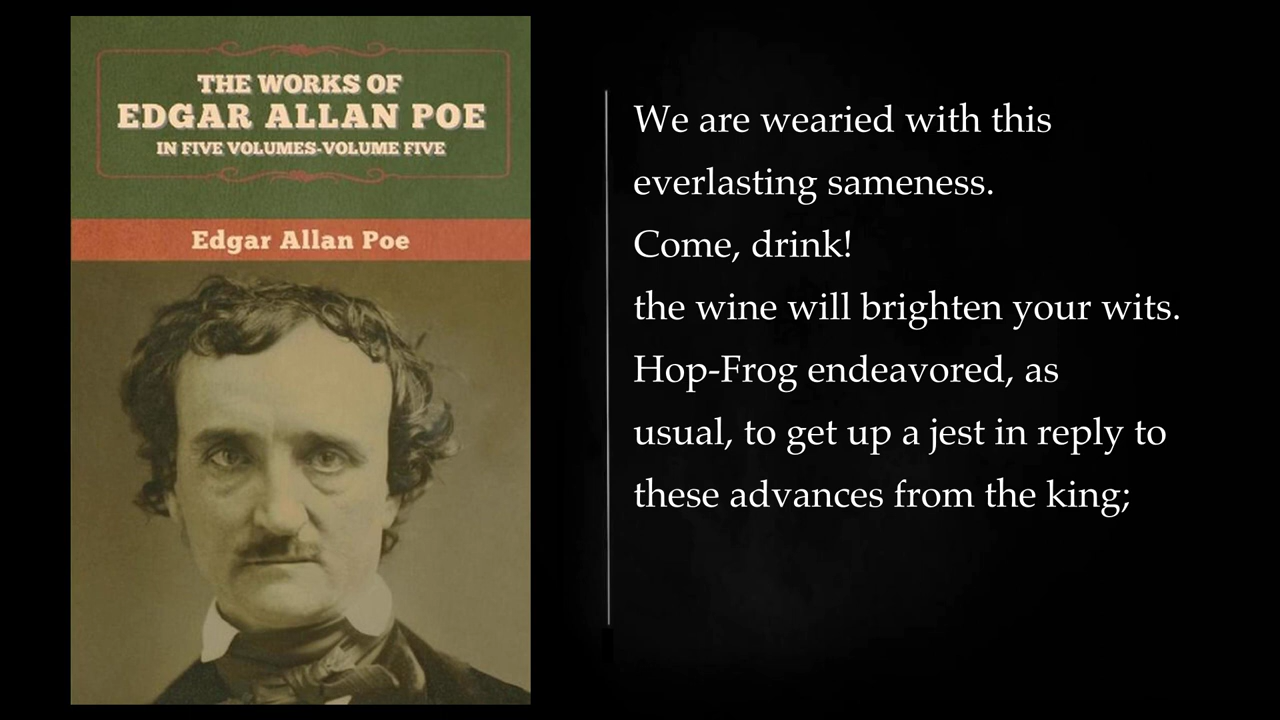 THE WORKS OF
EDGAR ALLAN POE
IN FIVE VOLUMES-VOLUME FIVE
Edgar Allan Poe
We are wearied with this
everlasting sameness.
Come, drink!
the wine will brighten your wits.
Hop-Frog endeavored, as
usual, to get up a jest in reply to
these advances from the king;